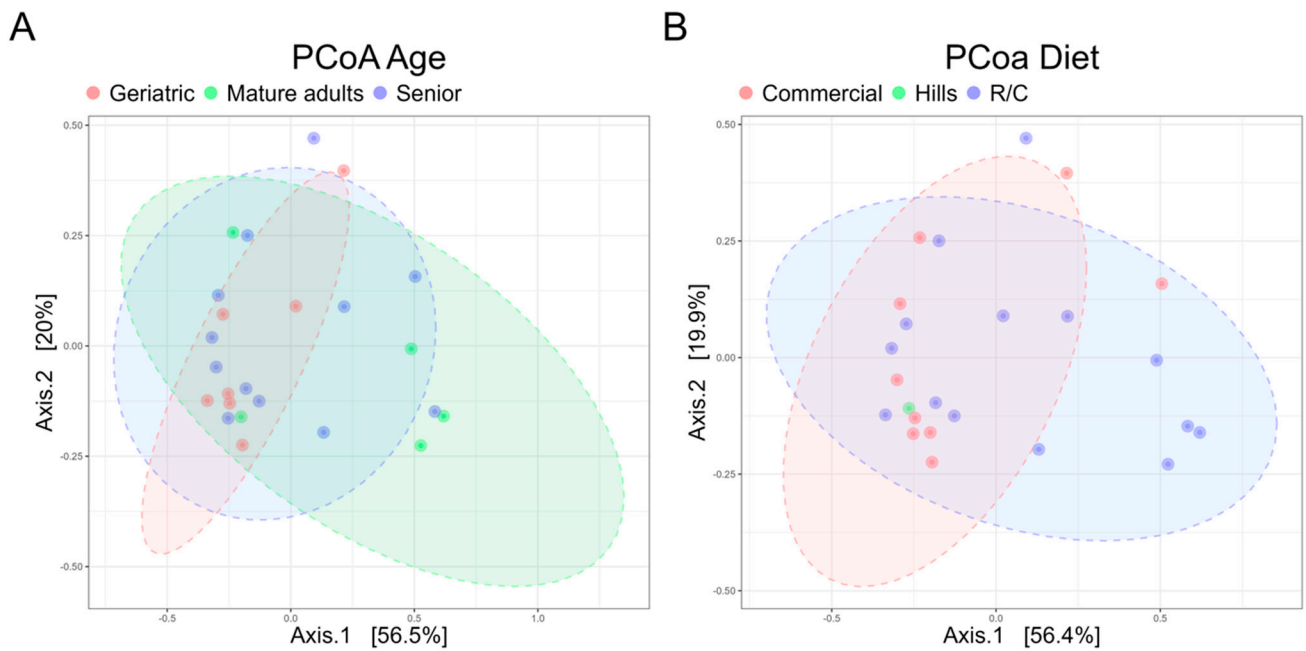 A
PCoA Age
Geriatric Mature adults Senior
0.50
0.25
0.00
-0.25
-0.50
Axis.2 [20%]
-0.5 0.0 0.5 1.0
Axis.1 [56.5%]
B
PCoa Diet
Commercial Hills R/C
0.50
0.25
0.00
-0.25
-0.50
Axis.2 [19.9%]
-0.5 0.0 0.5
Axis.1 [56.4%]